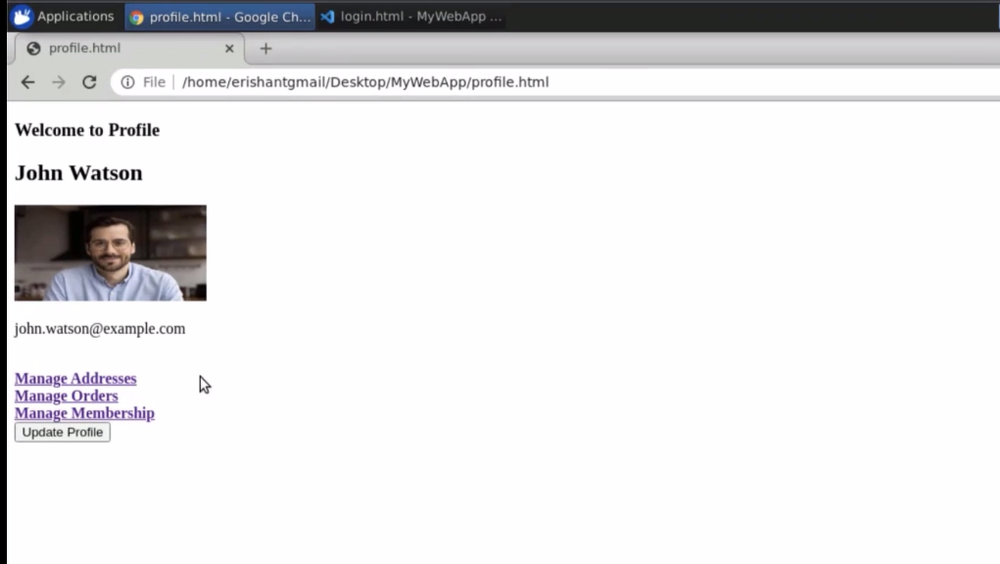 Applications profile.html - Google Ch... login.html - MyWebApp ...
profile.html
File /home/erishantgmail/Desktop/MyWebApp/profile.html
Welcome to Profile
John Watson
john.watson@example.com
Manage Addresses
Manage Orders
Manage Membership
Update Profile